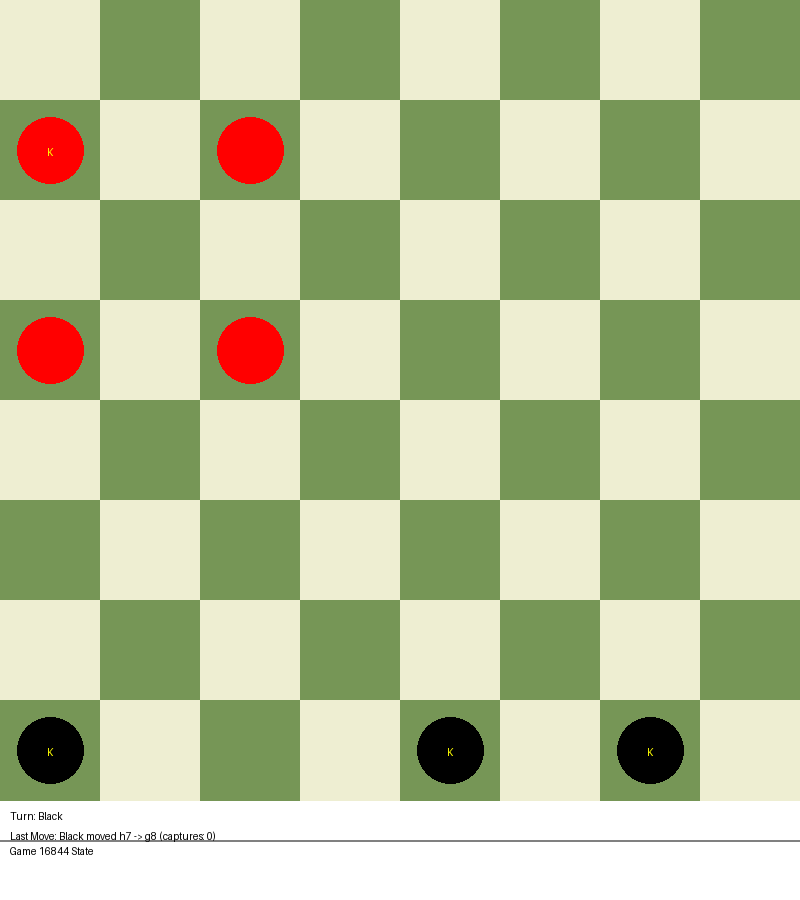 K
K K K
Turn: Black
Last Move: Black moved h7 -> g8 (captures: 0)
Game 16844 State